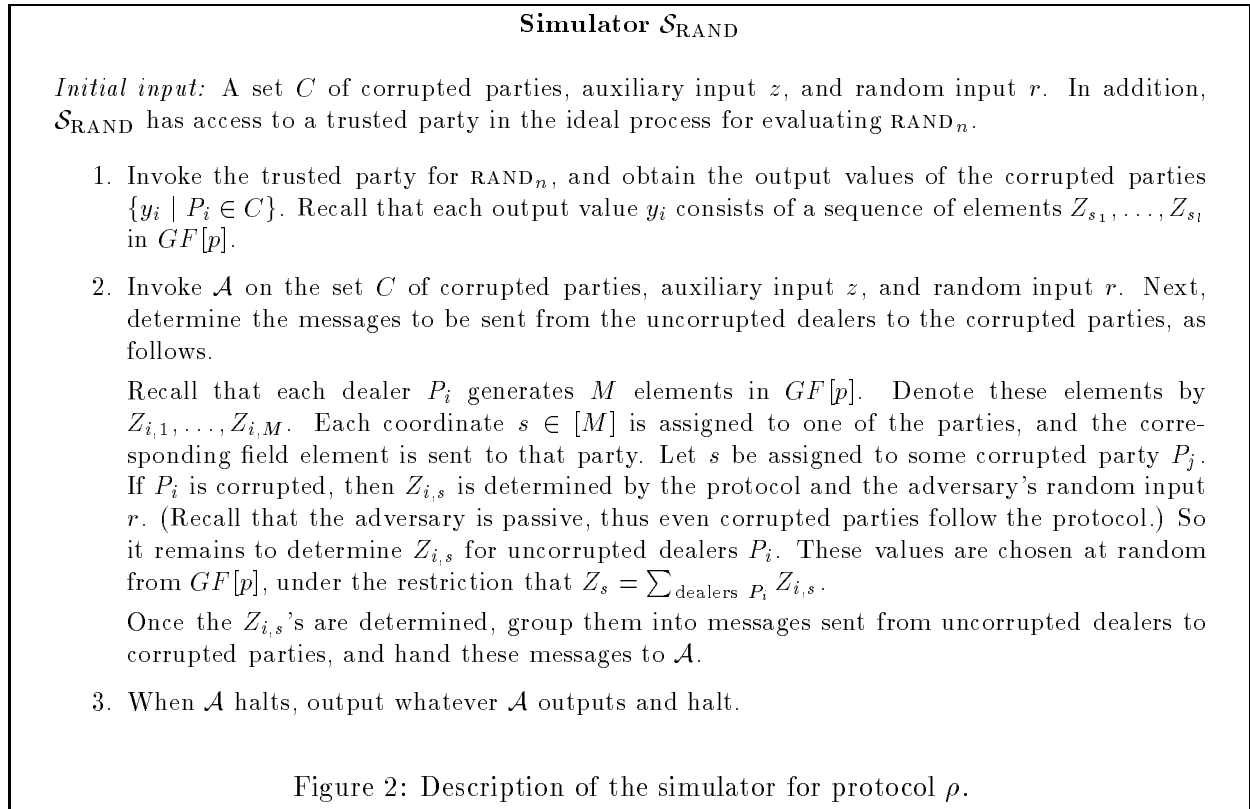 Simulator 𝒮_RAND
Initial input: A set C of corrupted parties, auxiliary input z, and random input r. In addition,
𝒮_RAND has access to a trusted party in the ideal process for evaluating RAND_n.
1. Invoke the trusted party for RAND_n, and obtain the output values of the corrupted parties
{y_i | P_i ∈ C}. Recall that each output value y_i consists of a sequence of elements Z_{s_1}, . . . , Z_{s_l}
in GF[p].
2. Invoke 𝒜 on the set C of corrupted parties, auxiliary input z, and random input r. Next,
determine the messages to be sent from the uncorrupted dealers to the corrupted parties, as
follows.
Recall that each dealer P_i generates M elements in GF[p]. Denote these elements by
Z_{i,1}, . . . , Z_{i,M}. Each coordinate s ∈ [M] is assigned to one of the parties, and the corre-
sponding field element is sent to that party. Let s be assigned to some corrupted party P_j.
If P_i is corrupted, then Z_{i,s} is determined by the protocol and the adversary's random input
r. (Recall that the adversary is passive, thus even corrupted parties follow the protocol.) So
it remains to determine Z_{i,s} for uncorrupted dealers P_i. These values are chosen at random
from GF[p], under the restriction that Z_s = ∑_{dealers P_i} Z_{i,s}.
Once the Z_{i,s}'s are determined, group them into messages sent from uncorrupted dealers to
corrupted parties, and hand these messages to 𝒜.
3. When 𝒜 halts, output whatever 𝒜 outputs and halt.
Figure 2: Description of the simulator for protocol ρ.